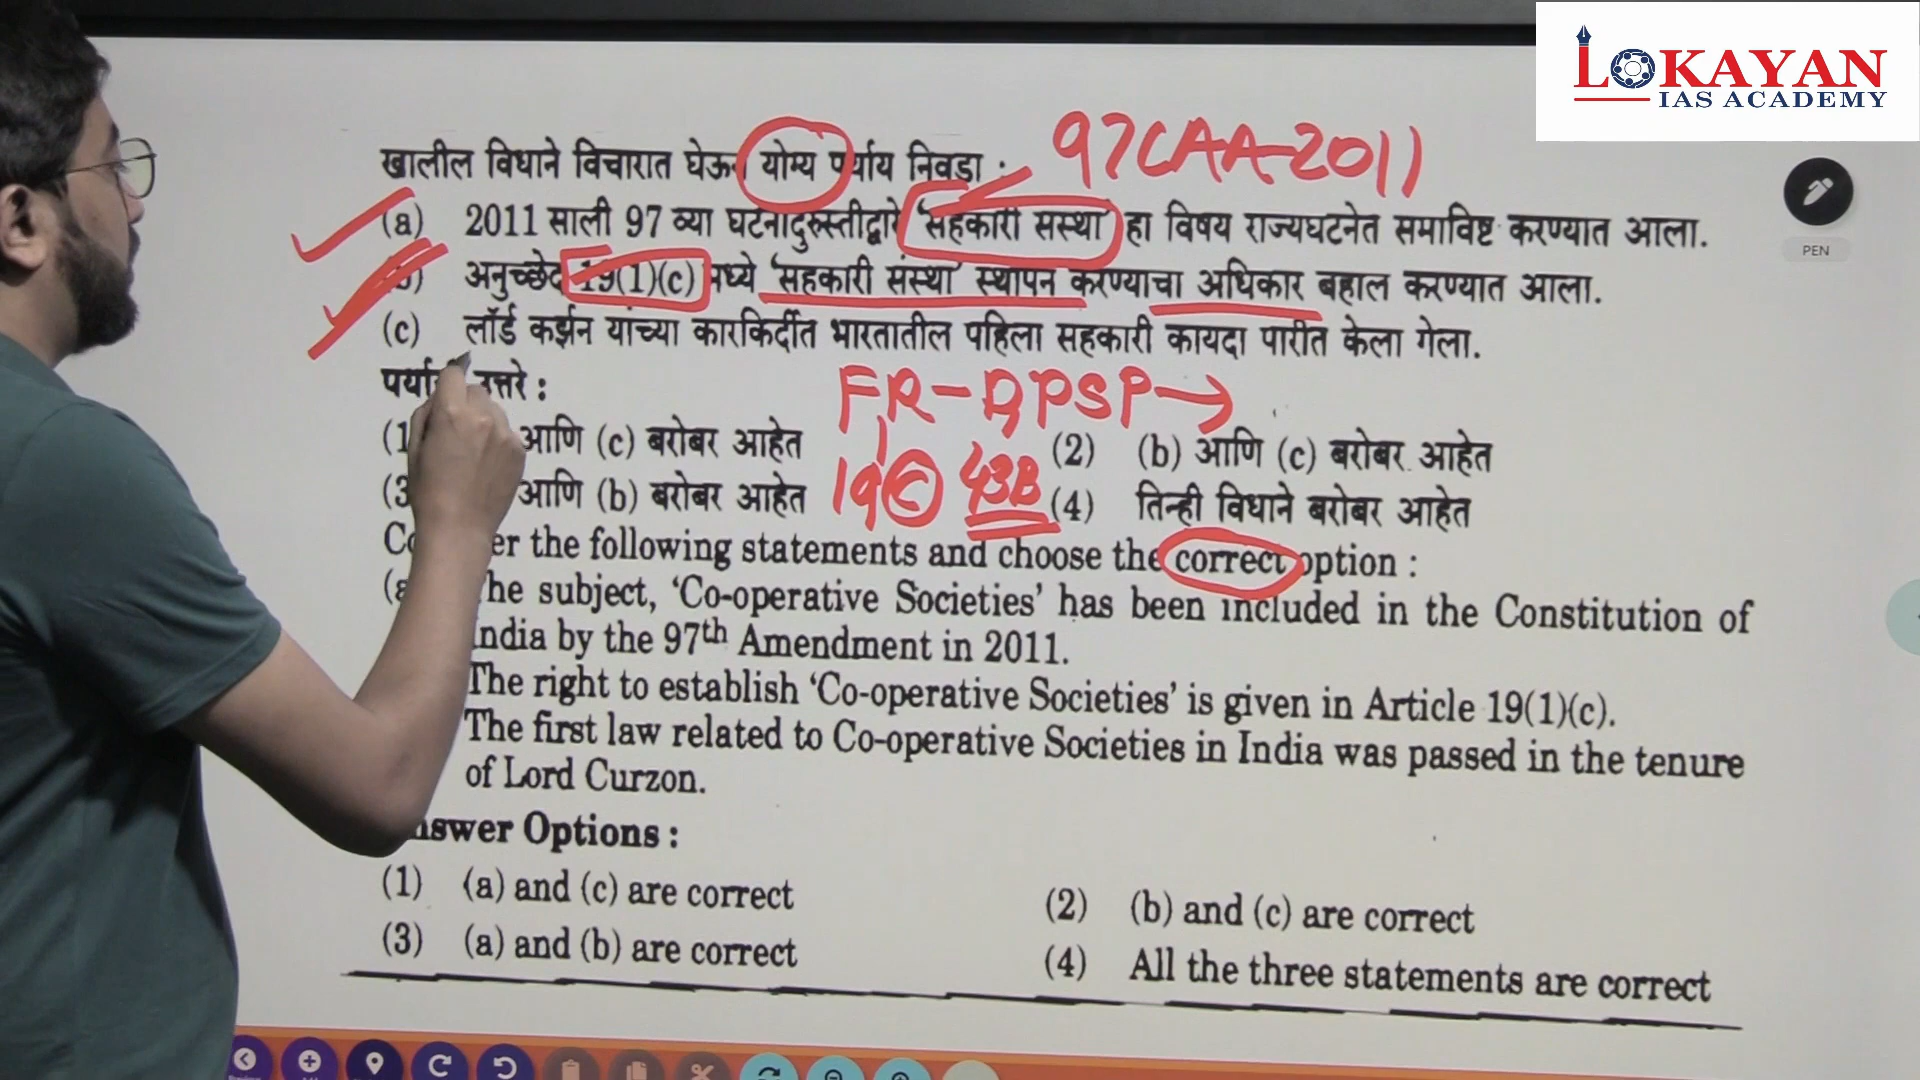 LOKAYAN
IAS ACADEMY
97 CAA-2011
खालील विधाने विचारात घेऊन योग्य पर्याय निवडा :
(a) 2011 साली 97 व्या घटनादुरुस्तीद्वारे 'सहकारी संस्था' हा विषय राज्यघटनेत समाविष्ट करण्यात आला.
अनुच्छेद 19(1)(c) मध्ये 'सहकारी संस्था' स्थापन करण्याचा अधिकार बहाल करण्यात आला.
(c) लॉर्ड कर्झन यांच्या कारकिर्दीत भारतातील पहिला सहकारी कायदा पारीत केला गेला.
उत्तरे :
FR-DPSP→
(1 आणि (c) बरोबर आहेत
(2) (b) आणि (c) बरोबर आहेत
19 C 43B
(3 आणि (b) बरोबर आहेत
(4) तिन्ही विधाने बरोबर आहेत
the following statements and choose the correct option :
(a The subject, 'Co-operative Societies' has been included in the Constitution of
India by the 97th Amendment in 2011.
The right to establish 'Co-operative Societies' is given in Article 19(1)(c).
The first law related to Co-operative Societies in India was passed in the tenure
of Lord Curzon.
Answer Options :
(1) (a) and (c) are correct
(2) (b) and (c) are correct
(3) (a) and (b) are correct
(4) All the three statements are correct
PEN